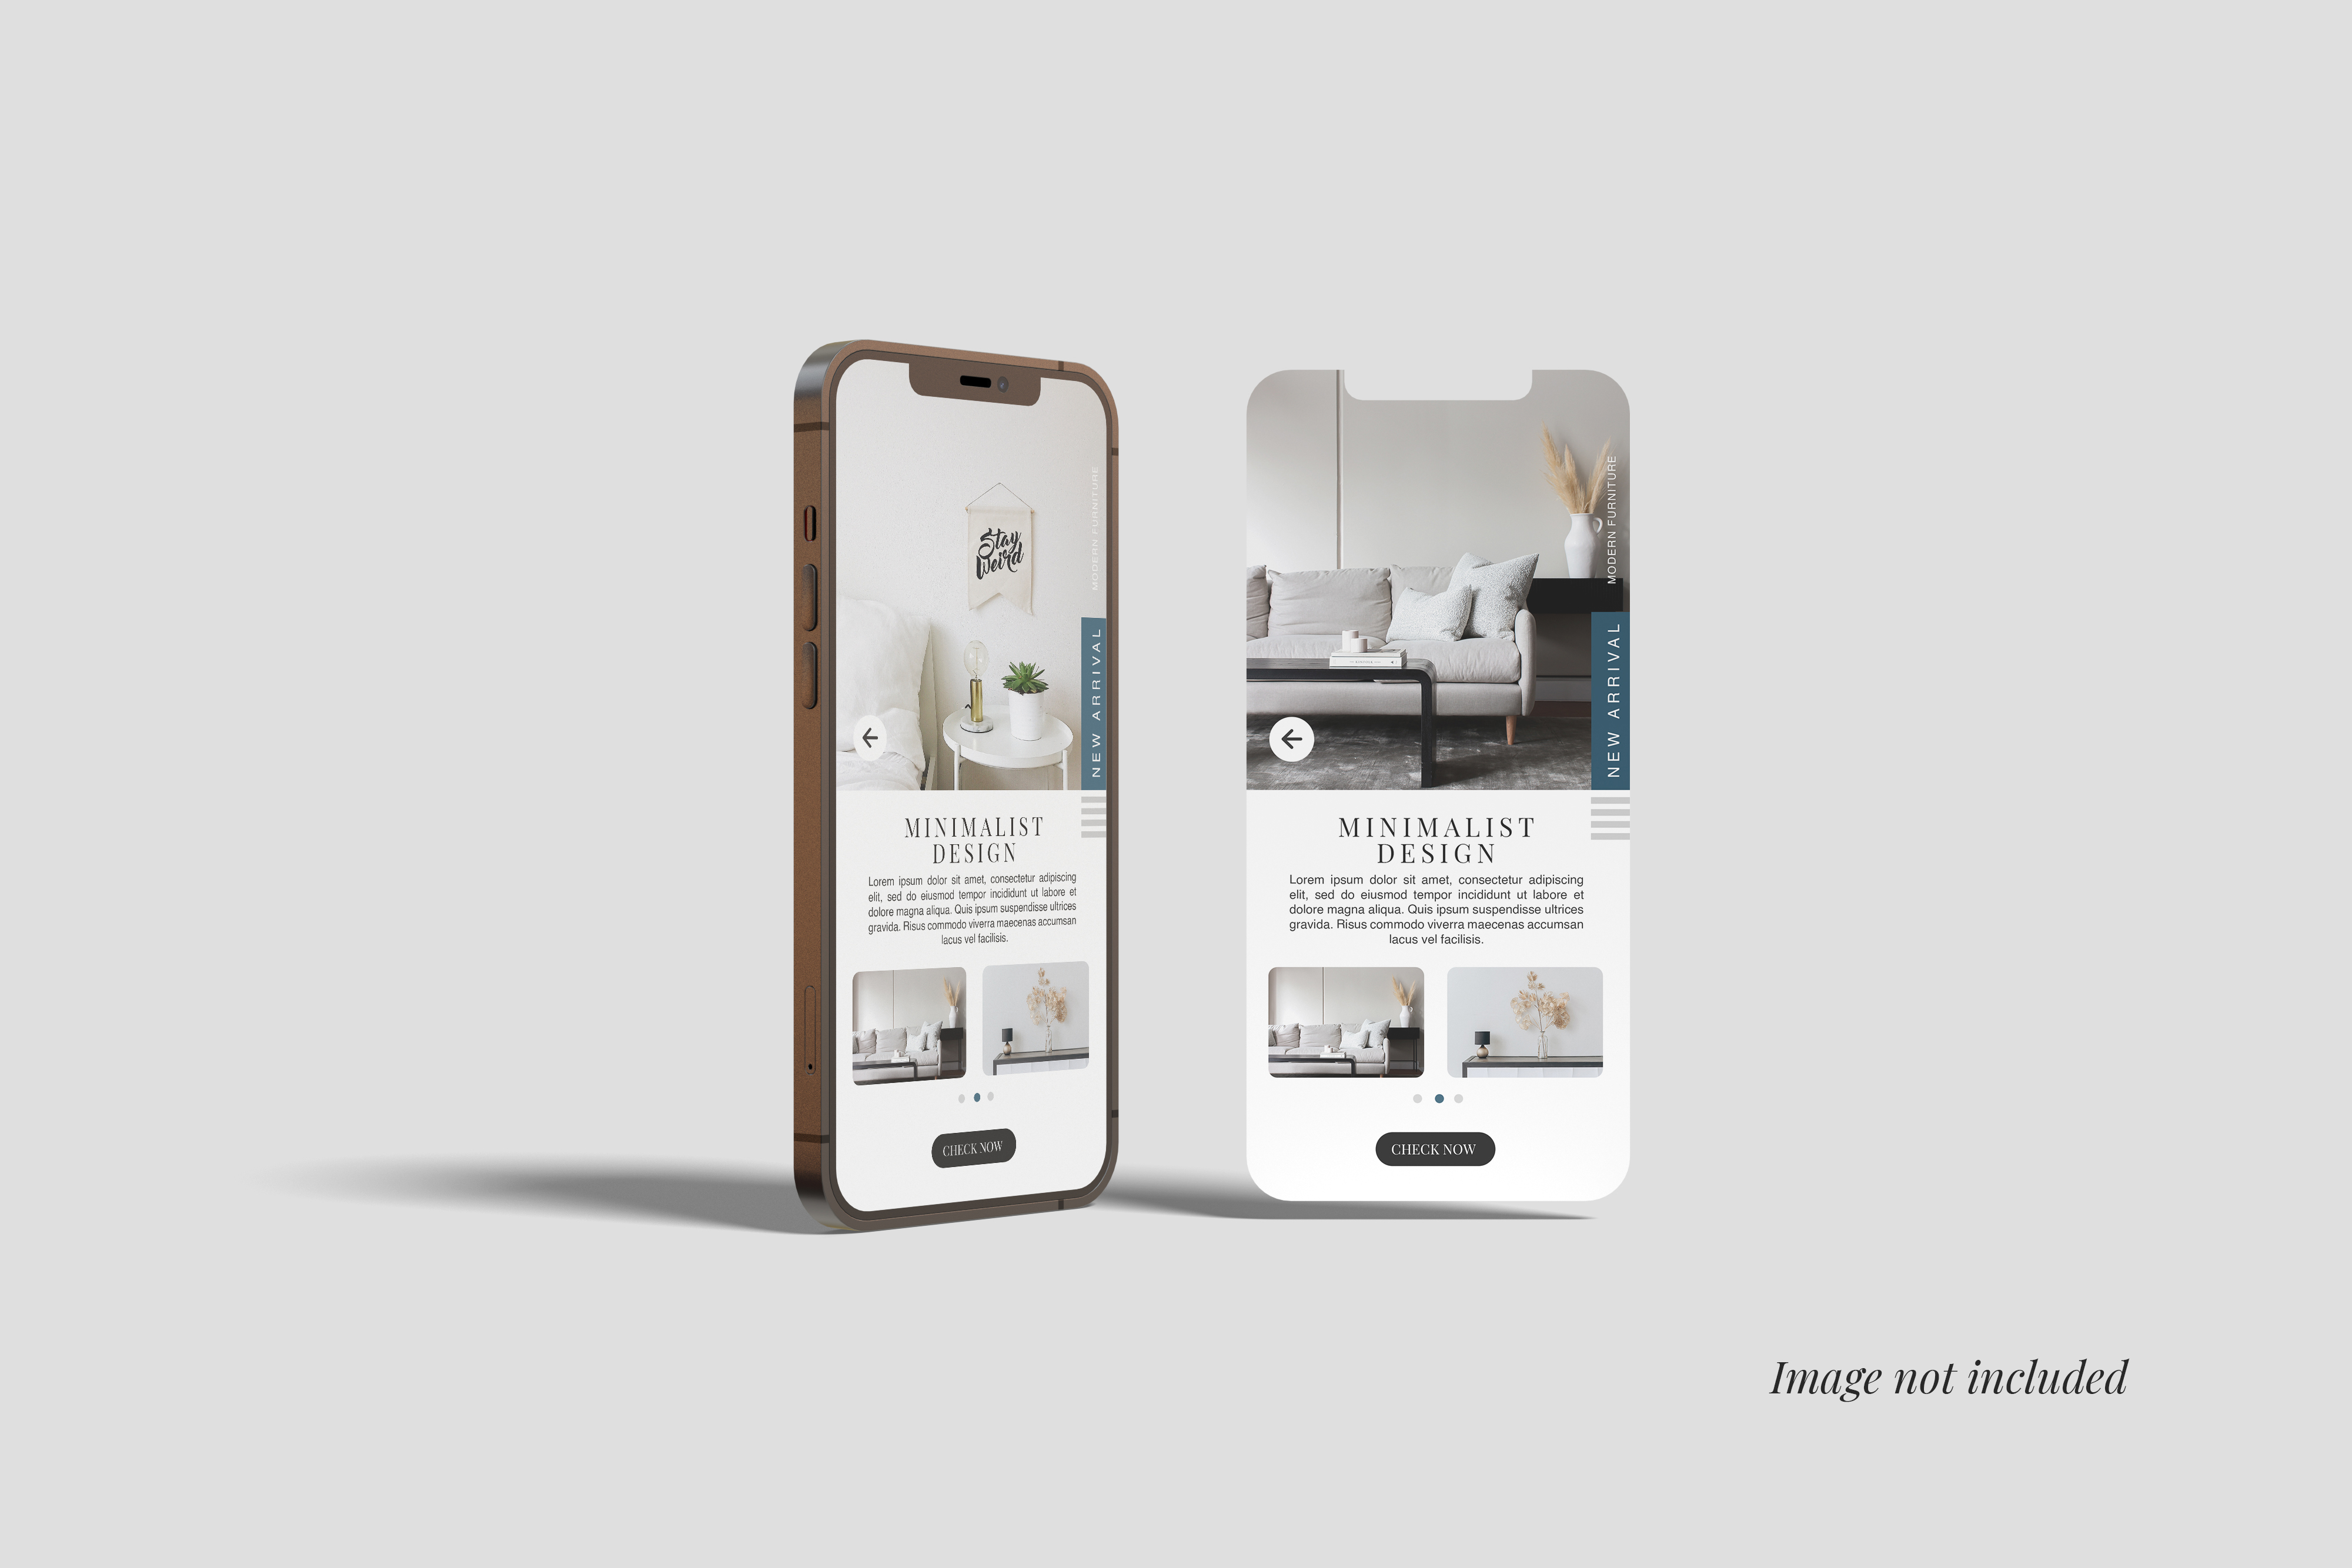 Stay
Weird
MODERN FURNITURE
NEW ARRIVAL
MINIMALIST
DESIGN
Lorem ipsum dolor sit amet, consectetur adipiscing
elit, sed do eiusmod tempor incididunt ut labore et
dolore magna aliqua. Quis ipsum suspendisse ultrices
gravida. Risus commodo viverra maecenas accumsan
lacus vel facilisis.
CHECK NOW
MODERN FURNITURE
NEW ARRIVAL
MINIMALIST
DESIGN
Lorem ipsum dolor sit amet, consectetur adipiscing
elit, sed do eiusmod tempor incididunt ut labore et
dolore magna aliqua. Quis ipsum suspendisse ultrices
gravida. Risus commodo viverra maecenas accumsan
lacus vel facilisis.
CHECK NOW
Image not included